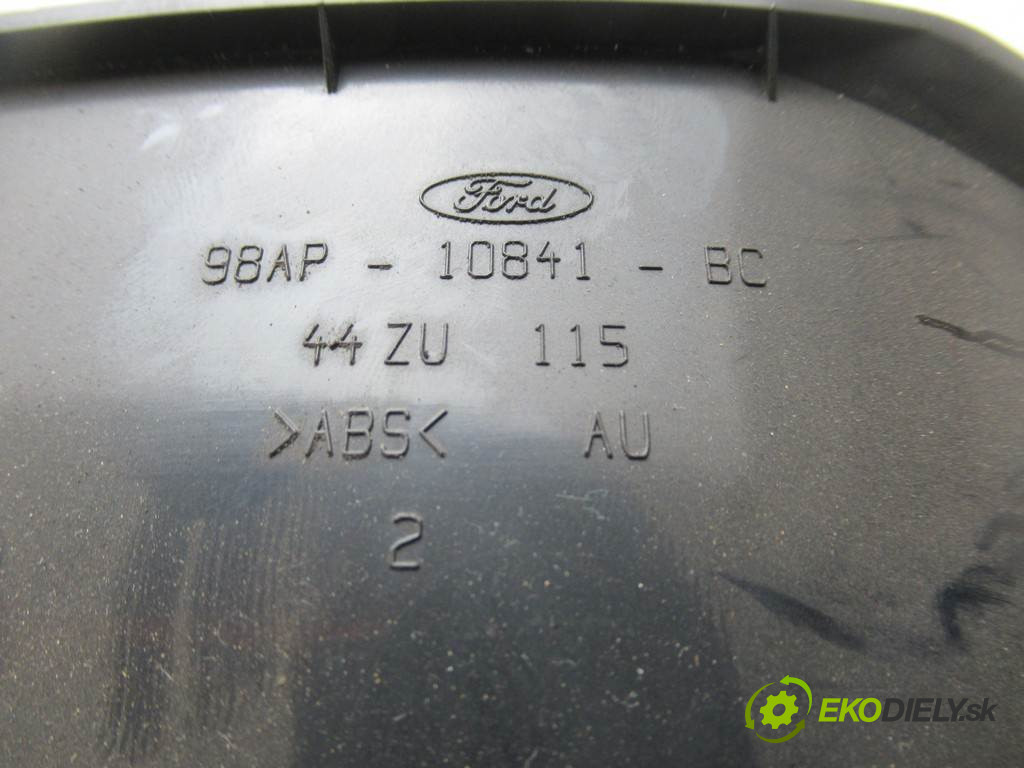 Ford
98AP - 10841 - BC
44 ZU 115
>ABS< AU
2
EKODIELY.sk